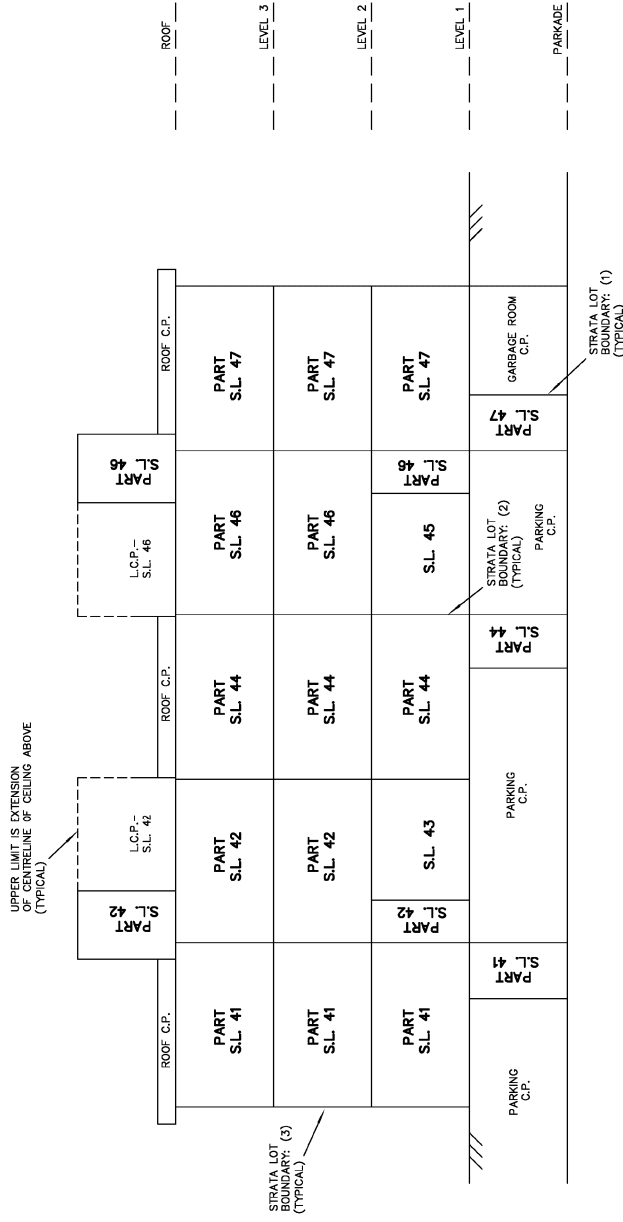 UPPER LIMIT IS EXTENSION
OF CENTRELINE OF CEILING ABOVE
(TYPICAL)
PART
S.L. 42
L.C.P.-
S.L. 42
L.C.P.-
S.L. 46
PART
S.L. 46
ROOF C.P.
ROOF C.P.
ROOF C.P.
ROOF
PART
S.L. 41
PART
S.L. 42
PART
S.L. 44
PART
S.L. 46
PART
S.L. 47
LEVEL 3
STRATA LOT
BOUNDARY: (3)
(TYPICAL)
PART
S.L. 41
PART
S.L. 42
PART
S.L. 44
PART
S.L. 46
PART
S.L. 47
LEVEL 2
PART
S.L. 41
PART
S.L. 42
S.L. 43
PART
S.L. 44
S.L. 45
PART
S.L. 46
PART
S.L. 47
LEVEL 1
PARKING
C.P.
PART
S.L. 41
PARKING
C.P.
PART
S.L. 44
STRATA LOT
BOUNDARY: (2)
(TYPICAL)
PARKING
C.P.
PART
S.L. 47
GARBAGE ROOM
C.P.
PARKADE
STRATA LOT
BOUNDARY: (1)
(TYPICAL)